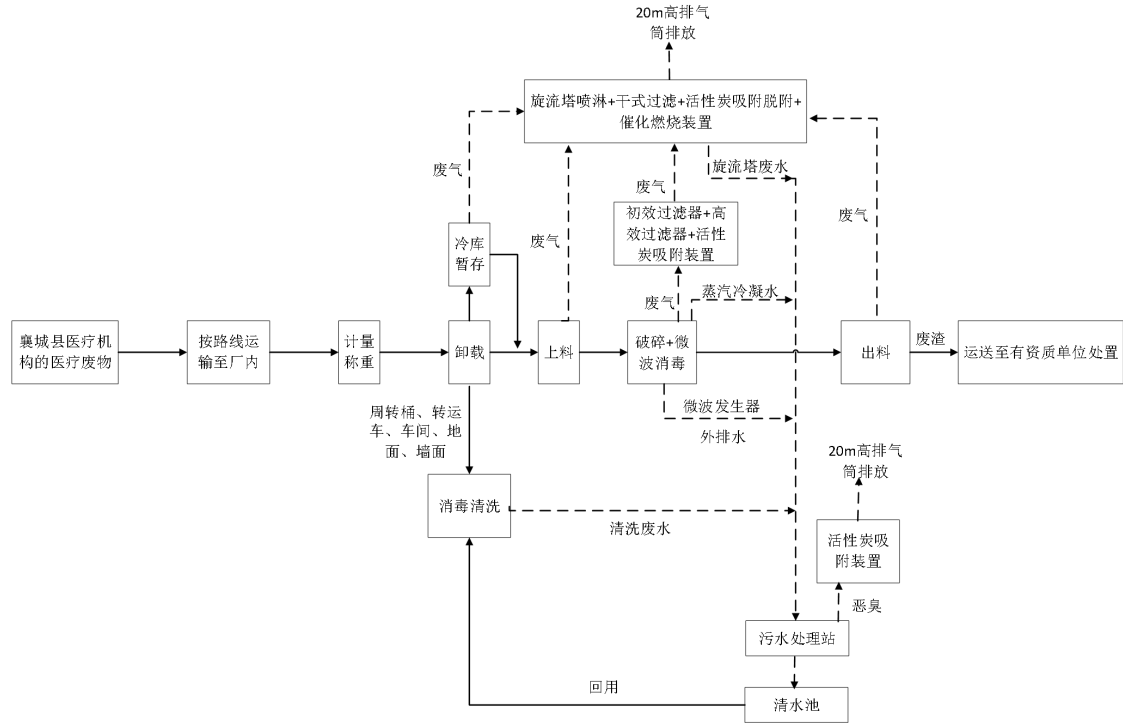 20m高排气
筒排放
旋流塔喷淋+干式过滤+活性炭吸附脱附+
催化燃烧装置
废气
旋流塔废水
废气
初效过滤器+高
效过滤器+活性
炭吸附装置
废气
冷库
暂存
废气
蒸汽冷凝水
废气
襄城县医疗机
构的医疗废物
按路线运
输至厂内
计量
称重
卸载
上料
破碎+微
波消毒
出料
废渣
运送至有资质单位处置
周转桶、转运
车、车间、地
面、墙面
微波发生器
外排水
20m高排气
筒排放
消毒清洗
清洗废水
活性炭吸
附装置
恶臭
污水处理站
回用
清水池